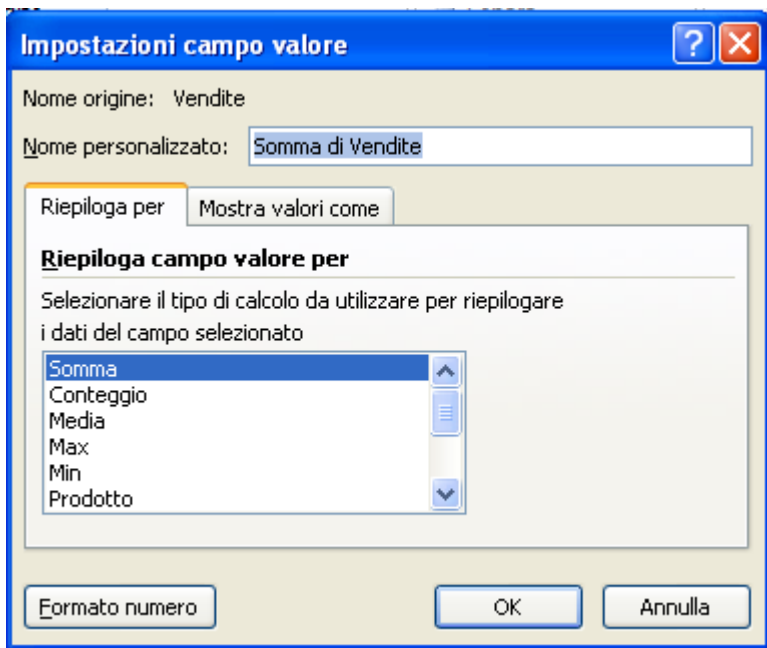 Impostazioni campo valore
Nome origine: Vendite
Nome personalizzato: Somma di Vendite
Riepiloga per
Mostra valori come
Riepiloga campo valore per
Selezionare il tipo di calcolo da utilizzare per riepilogare
i dati del campo selezionato
Somma
Conteggio
Media
Max
Min
Prodotto
Formato numero
OK
Annulla